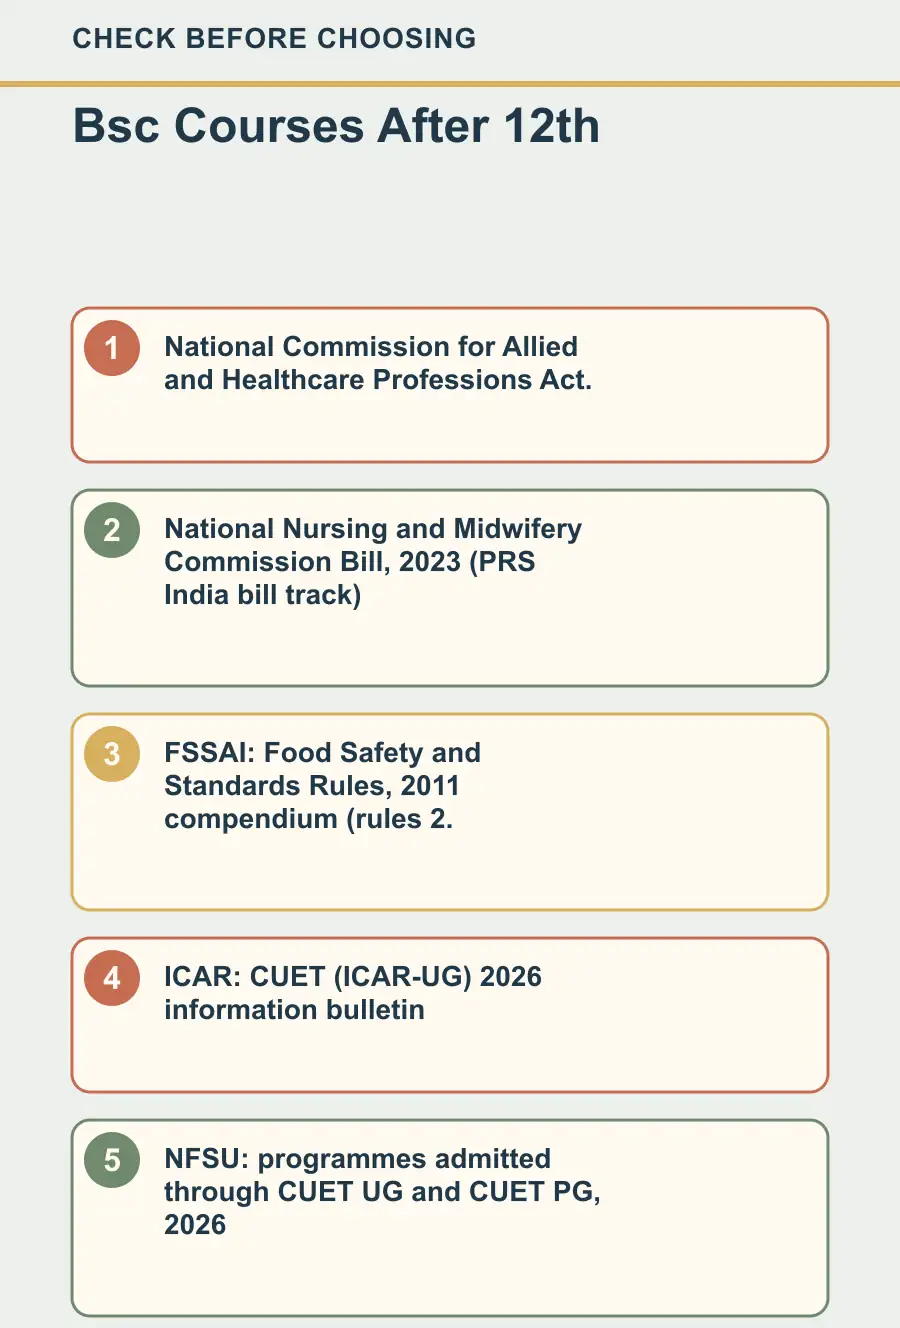 CHECK BEFORE CHOOSING
Bsc Courses After 12th
1
National Commission for Allied
and Healthcare Professions Act.
2
National Nursing and Midwifery
Commission Bill, 2023 (PRS
India bill track)
3
FSSAI: Food Safety and
Standards Rules, 2011
compendium (rules 2.
4
ICAR: CUET (ICAR-UG) 2026
information bulletin
5
NFSU: programmes admitted
through CUET UG and CUET PG,
2026